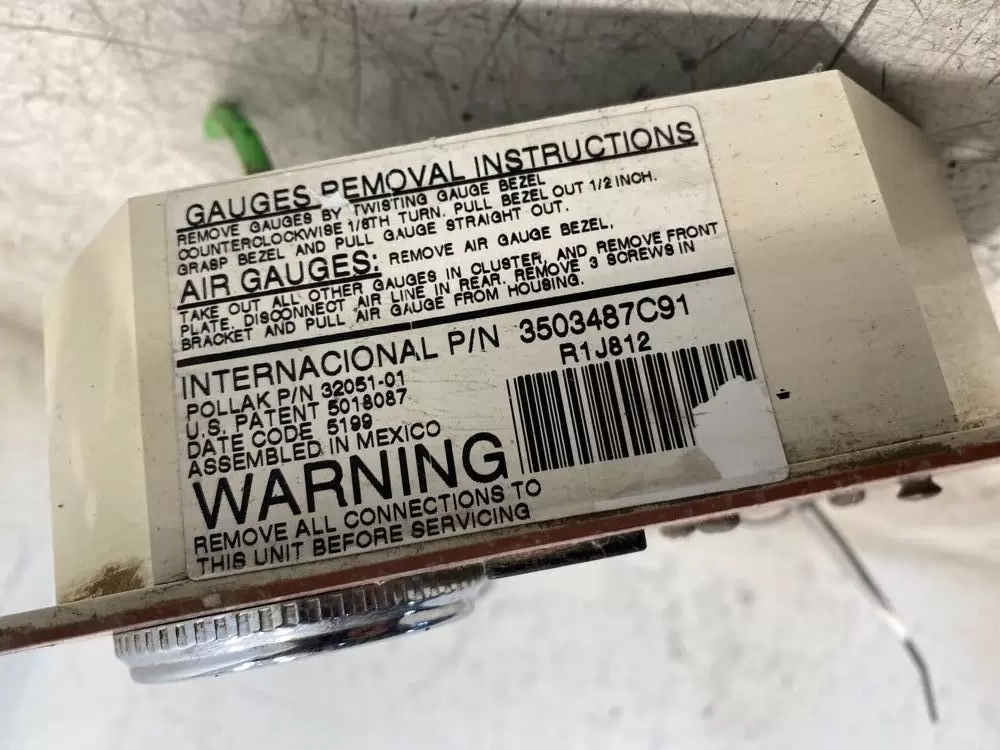 GAUGES REMOVAL INSTRUCTIONS
REMOVE GAUGES BY TWISTING GAUGE BEZEL
COUNTERCLOCKWISE 1/8TH TURN. PULL BEZEL OUT 1/2 INCH.
GRASP BEZEL AND PULL GAUGE STRAIGHT OUT.
AIR GAUGES: REMOVE AIR GAUGE BEZEL,
TAKE OUT ALL OTHER GAUGES IN CLUSTER, AND REMOVE FRONT
PLATE. DISCONNECT AIR LINE IN REAR. REMOVE 3 SCREWS IN
BRACKET AND PULL AIR GAUGE FROM HOUSING.
INTERNACIONAL P/N 3503487C91
R1J812
POLLAK P/N 32051-01
U.S. PATENT 5018087
DATE CODE 5199
ASSEMBLED IN MEXICO
WARNING
REMOVE ALL CONNECTIONS TO
THIS UNIT BEFORE SERVICING